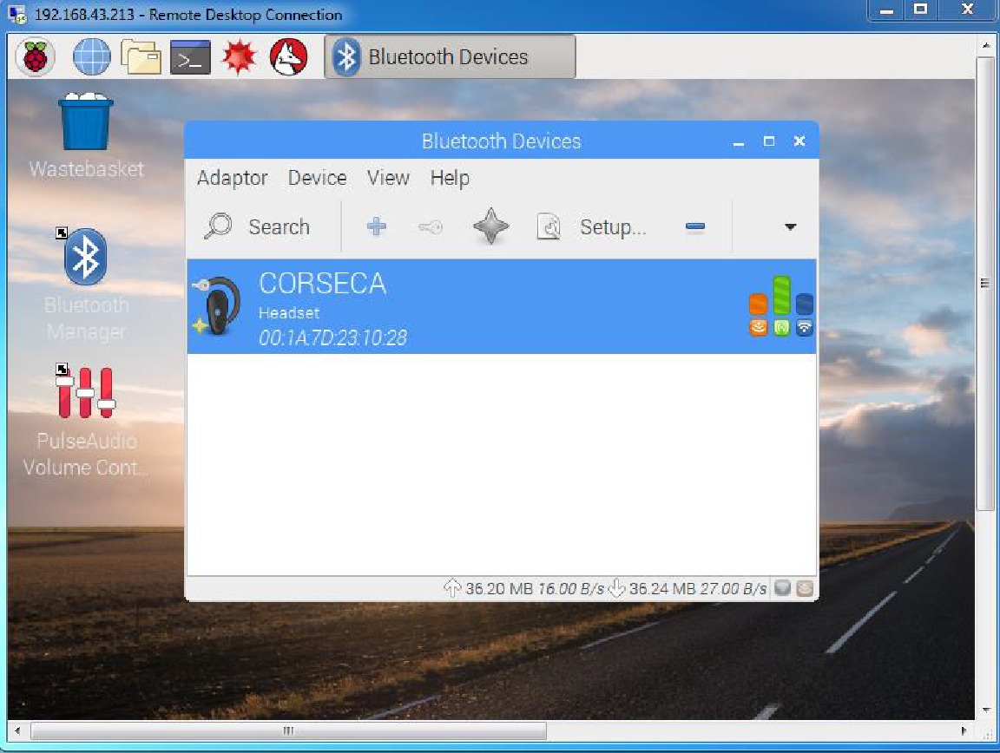 192.168.43.213 - Remote Desktop Connection
Bluetooth Devices
Wastebasket
Bluetooth Manager
PulseAudio
Volume Cont...
Bluetooth Devices
Adaptor Device View Help
Search Setup...
CORSECA
Headset
00:1A:7D:23:10:28
36.20 MB 16.00 B/s 36.24 MB 27.00 B/s